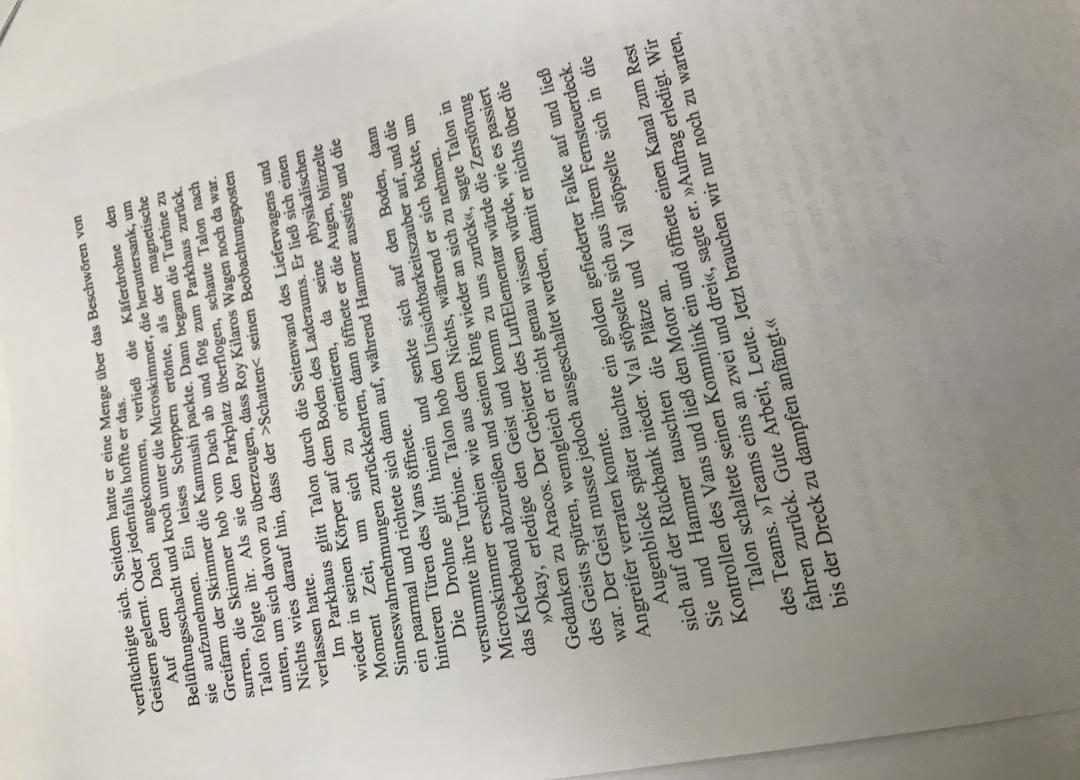 verflüchtigte sich. Seitdem hatte er eine Menge über das Beschwören von
Geistern gelernt. Oder jedenfalls hoffte er das.
Auf dem Dach angekommen, verließ die Käferdrohne den
Belüftungsschacht und kroch unter die Microskimmer, die heruntersank, um
sie aufzunehmen. Ein leises Scheppern ertönte, als der magnetische
Greifarm der Skimmer die Kanmushi packte. Dann begann die Turbine zu
surren, die Skimmer hob vom Dach ab und flog zum Parkhaus zurück.
Talon folgte ihr. Als sie den Parkplatz überflogen, schaute Talon nach
unten, um sich davon zu überzeugen, dass Roy Kilaros Wagen noch da war.
Nichts wies darauf hin, dass der >Schatten< seinen Beobachtungsposten
verlassen hatte.
Im Parkhaus glitt Talon durch die Seitenwand des Lieferwagens und
wieder in seinen Körper auf dem Boden des Laderaums. Er ließ sich einen
Moment Zeit, um sich zu orientieren, da seine physikalischen
Sinneswahrnehmungen zurückkehrten, dann öffnete er die Augen, blinzelte
ein paarmal und richtete sich dann auf, während Hammer ausstieg und die
hinteren Türen des Vans öffnete.
Die Drohne glitt hinein und senkte sich auf den Boden, dann
verstummte ihre Turbine. Talon hob den Unsichtbarkeitszauber auf, und die
Microskimmer erschien wie aus dem Nichts, während er sich bückte, um
das Klebeband abzureißen und seinen Ring wieder an sich zu nehmen.
»Okay, erledige den Geist und komm zu uns zurück«, sagte Talon in
Gedanken zu Aracos. Der Gebieter des LuftElementar würde die Zerstörung
des Geists spüren, wenngleich er nicht genau wissen würde, wie es passiert
war. Der Geist musste jedoch ausgeschaltet werden, damit er nichts über die
Angreifer verraten konnte.
Augenblicke später tauchte ein golden gefiederter Falke auf und ließ
sich auf der Rückbank nieder. Val stöpselte sich aus ihrem Fernsteuerdeck.
Sie und Hammer tauschten die Plätze und Val stöpselte sich in die
Kontrollen des Vans und ließ den Motor an.
Talon schaltete seinen Kommlink ein und öffnete einen Kanal zum Rest
des Teams. »Teams eins an zwei und drei«, sagte er. »Auftrag erledigt. Wir
fahren zurück. Gute Arbeit, Leute. Jetzt brauchen wir nur noch zu warten,
bis der Dreck zu dampfen anfängt.«